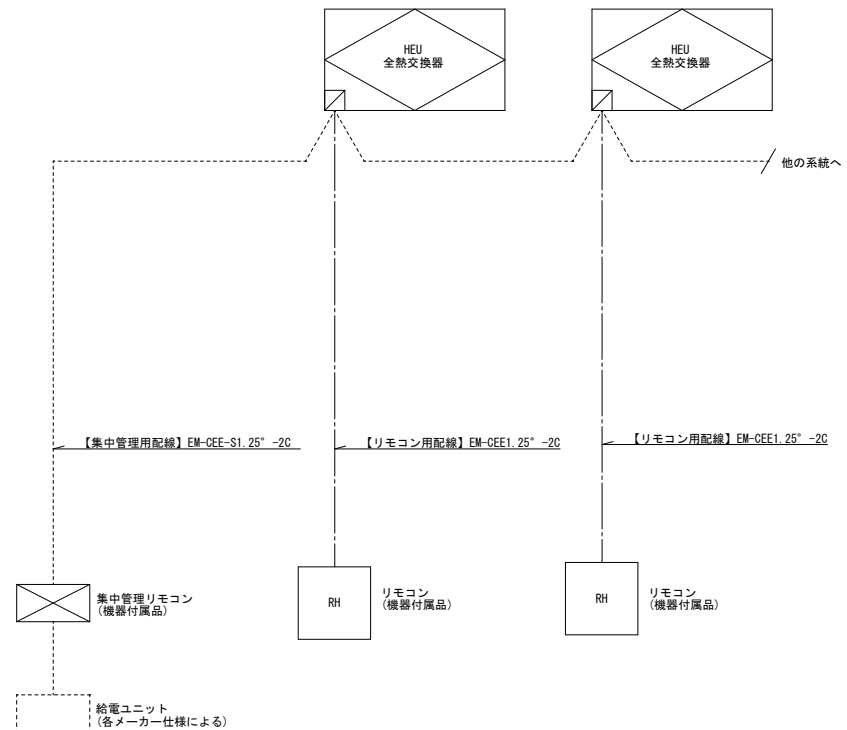 HEU
全熱交換器
HEU
全熱交換器
他の系統へ
【集中管理用配線】EM-CEE-S1.25°-2C
【リモコン用配線】EM-CEE1.25°-2C
【リモコン用配線】EM-CEE1.25°-2C
集中管理リモコン
(機器付属品)
RH
リモコン
(機器付属品)
RH
リモコン
(機器付属品)
給電ユニット
(各メーカー仕様による)